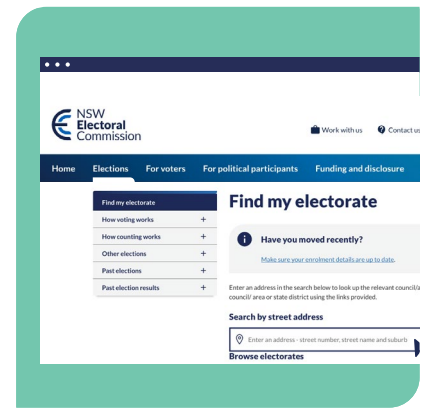 NSW
Electoral
Commission
Work with us
Contact us
Home
Elections
For voters
For political participants
Funding and disclosure
Find my electorate
How voting works
How counting works
Other elections
Past elections
Past election results
Find my electorate
Have you moved recently?
Make sure your enrolment details are up to date.
Enter an address in the search below to look up the relevant council/a
council/ area or state district using the links provided.
Search by street address
Enter an address - street number, street name and suburb
Browse electorates